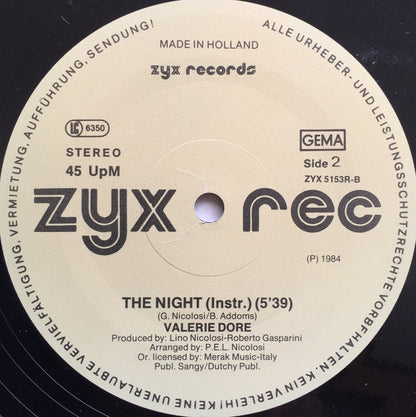 ALLE URHEBER- UND LEISTUNGSSCHUTZRECHTE VORBEHALTEN. KEIN VERLEIH! KEINE UNERLAUBTE VERVIELFÄLTIGUNG, VERMIETUNG, AUFFÜHRUNG, SENDUNG!
MADE IN HOLLAND
zyx records
LC 6350
GEMA
STEREO
Side 2
45 UpM
ZYX 5153R-B
zyx rec
(P) 1984
THE NIGHT (Instr.) (5'39)
(G. Nicolosi/B. Addoms)
VALERIE DORE
Produced by: Lino Nicolosi-Roberto Gasparini
Arranged by: P.E.L. Nicolosi
Or. licensed by: Merak Music-Italy
Publ. Sangy/Dutchy Publ.